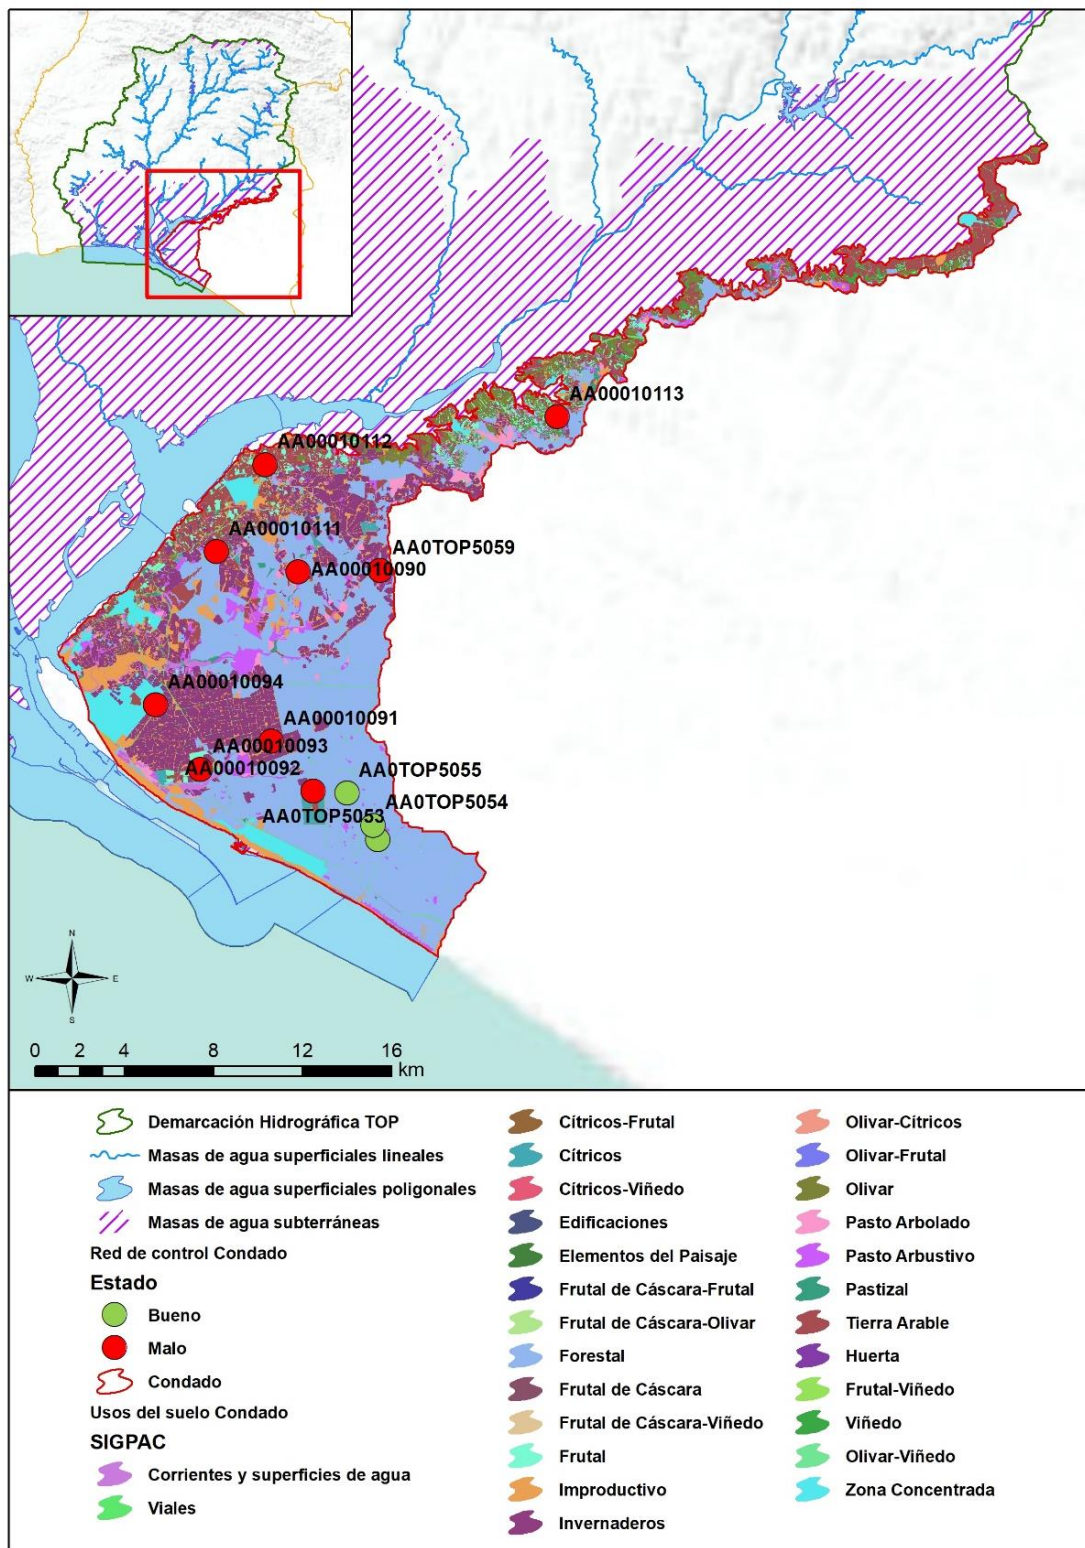 AA00010113
AA00010112
AA00010111
AA0TOP5059
AA00010090
AA00010094
AA00010091
AA00010093
AA00010092
AA0TOP5055
AA0TOP5054
AA0TOP5053
N
W E
S
0 2 4 8 12 16
km
Demarcación Hidrográfica TOP
Masas de agua superficiales lineales
Masas de agua superficiales poligonales
Masas de agua subterráneas
Red de control Condado
Estado
Bueno
Malo
Condado
Usos del suelo Condado
SIGPAC
Corrientes y superficies de agua
Viales
Cítricos-Frutal
Cítricos
Cítricos-Viñedo
Edificaciones
Elementos del Paisaje
Frutal de Cáscara-Frutal
Frutal de Cáscara-Olivar
Forestal
Frutal de Cáscara
Frutal de Cáscara-Viñedo
Frutal
Improductivo
Invernaderos
Olivar-Cítricos
Olivar-Frutal
Olivar
Pasto Arbolado
Pasto Arbustivo
Pastizal
Tierra Arable
Huerta
Frutal-Viñedo
Viñedo
Olivar-Viñedo
Zona Concentrada